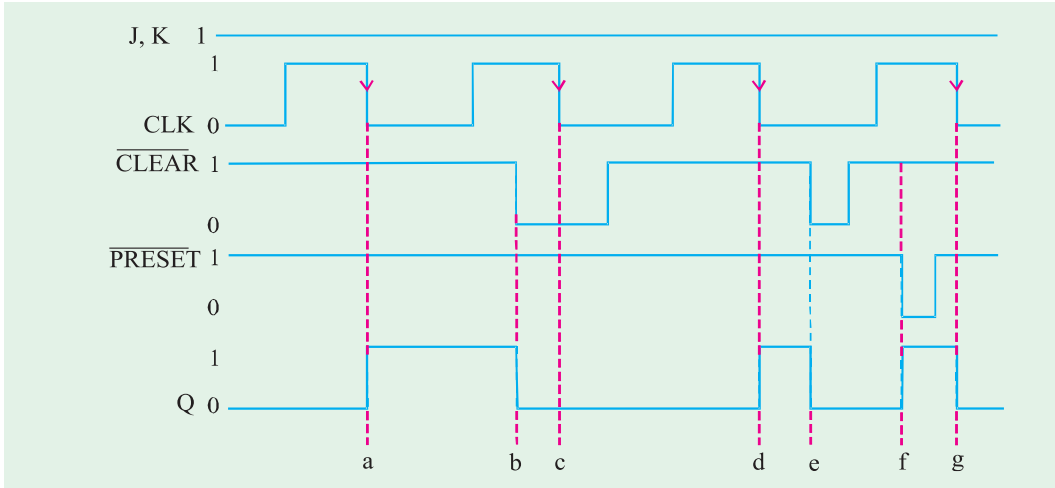 J, K 1
1
CLK 0
CLEAR 1
0
PRESET 1
0
1
Q 0
a b c d e f g